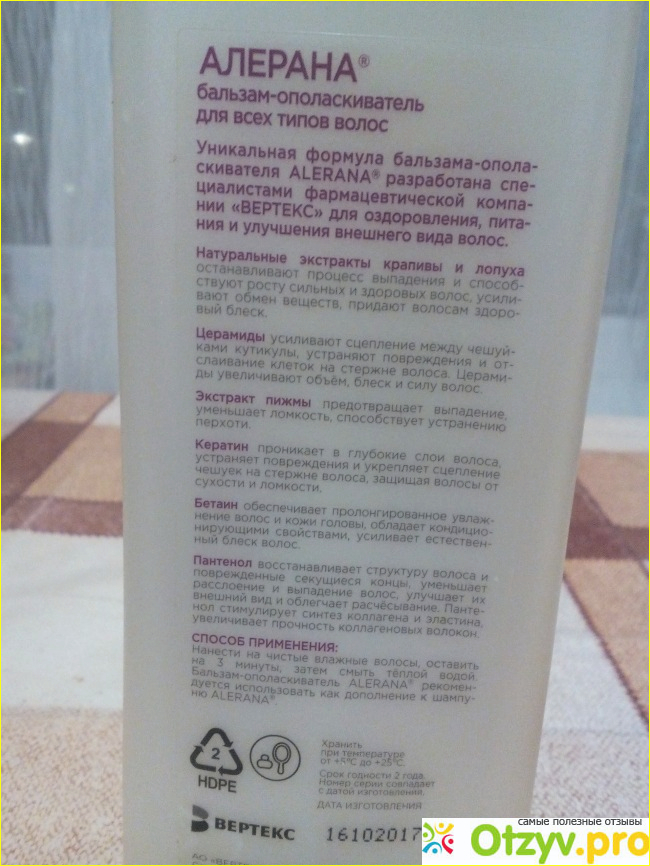 АЛЕРАНА®
бальзам-ополаскиватель
для всех типов волос
Уникальная формула бальзама-опола-
скивателя ALERANA® разработана спе-
циалистами фармацевтической компа-
нии «ВЕРТЕКС» для оздоровления, пита-
ния и улучшения внешнего вида волос.
Натуральные экстракты крапивы и лопуха
останавливают процесс выпадения и способ-
ствуют росту сильных и здоровых волос, усили-
вают обмен веществ, придают волосам здоро-
вый блеск.
Церамиды усиливают сцепление между чешуй-
ками кутикулы, устраняют повреждения и от-
слаивание клеток на стержне волоса. Церами-
ды увеличивают объём, блеск и силу волос.
Экстракт пижмы предотвращает выпадение,
уменьшает ломкость, способствует устранению
перхоти.
Кератин проникает в глубокие слои волоса,
устраняет повреждения и укрепляет сцепление
чешуек на стержне волоса, защищая волосы от
сухости и ломкости.
Бетаин обеспечивает пролонгированное увлаж-
нение волос и кожи головы, обладает кондицио-
нирующими свойствами, усиливает естествен-
ный блеск волос.
Пантенол восстанавливает структуру волоса и
поврежденные секущиеся концы, уменьшает
расслоение и выпадение волос, улучшает их
внешний вид и облегчает расчёсывание. Панте-
нол стимулирует синтез коллагена и эластина,
увеличивает прочность коллагеновых волокон.
СПОСОБ ПРИМЕНЕНИЯ:
Нанести на чистые влажные волосы, оставить
на 3 минуты, затем смыть тёплой водой.
Бальзам-ополаскиватель ALERANA® рекомен-
дуется использовать как дополнение к шампу-
ню ALERANA®.
2
HDPE
Хранить
при температуре
от +5°C до +25°C.
Срок годности 2 года.
Номер серии совпадает
с датой изготовления.
ДАТА ИЗГОТОВЛЕНИЯ
ВЕРТЕКС
16102017
АО «ВЕРТЕКС»
самые полезные отзывы
Otzyv.pro